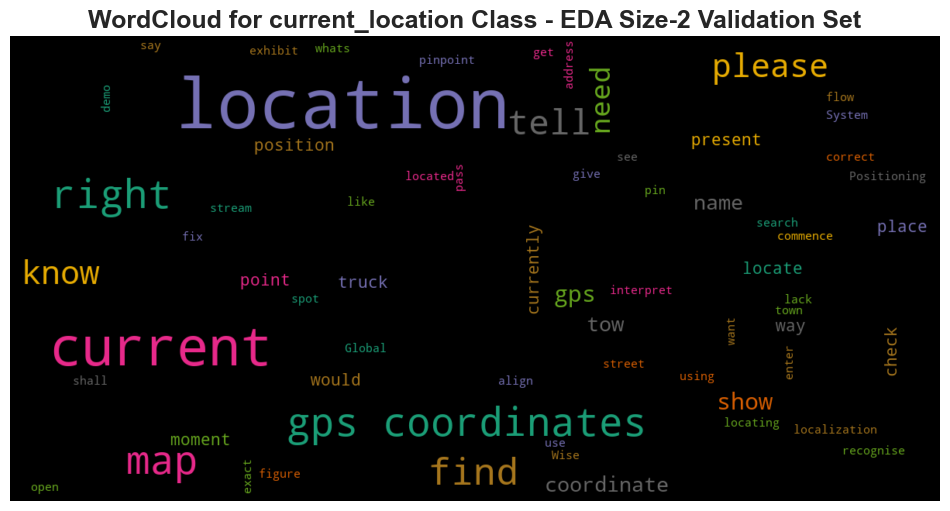 WordCloud for current_location Class - EDA Size-2 Validation Set
say
exhibit
whats
pinpoint
get
address
please
demo
location
tell
need
flow
System
position
present
see
correct
located
pass
give
Positioning
right
stream
like
pin
name
search
place
fix
currently
commence
know
point
truck
locate
spot
gps
interpret
lack
town
tow
want
way
check
current
Global
enter
shall
would
align
street
using
show
gps coordinates
locating
localization
moment
use
recognise
map
exact
figure
find
Wise
coordinate
open